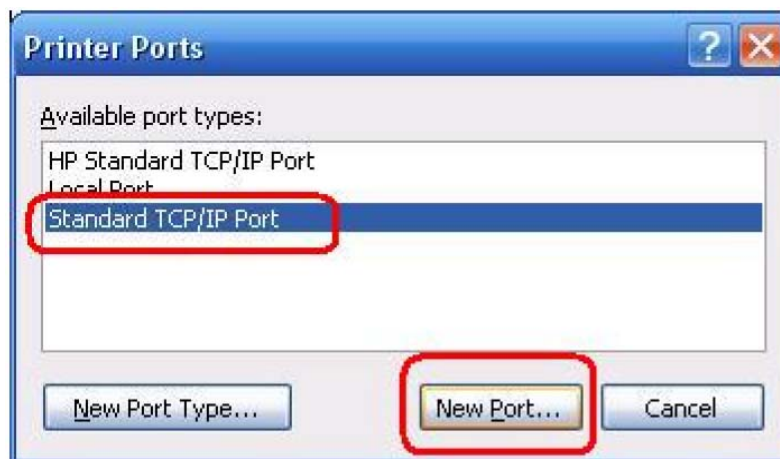 Printer Ports
Available port types:
HP Standard TCP/IP Port
Local Port
Standard TCP/IP Port
New Port Type... New Port... Cancel